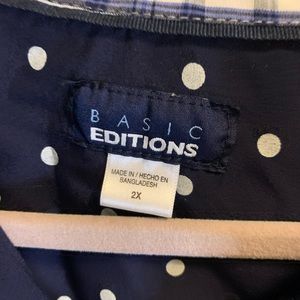 BASIC
EDITIONS
MADE IN / HECHO EN
BANGLADESH
2X